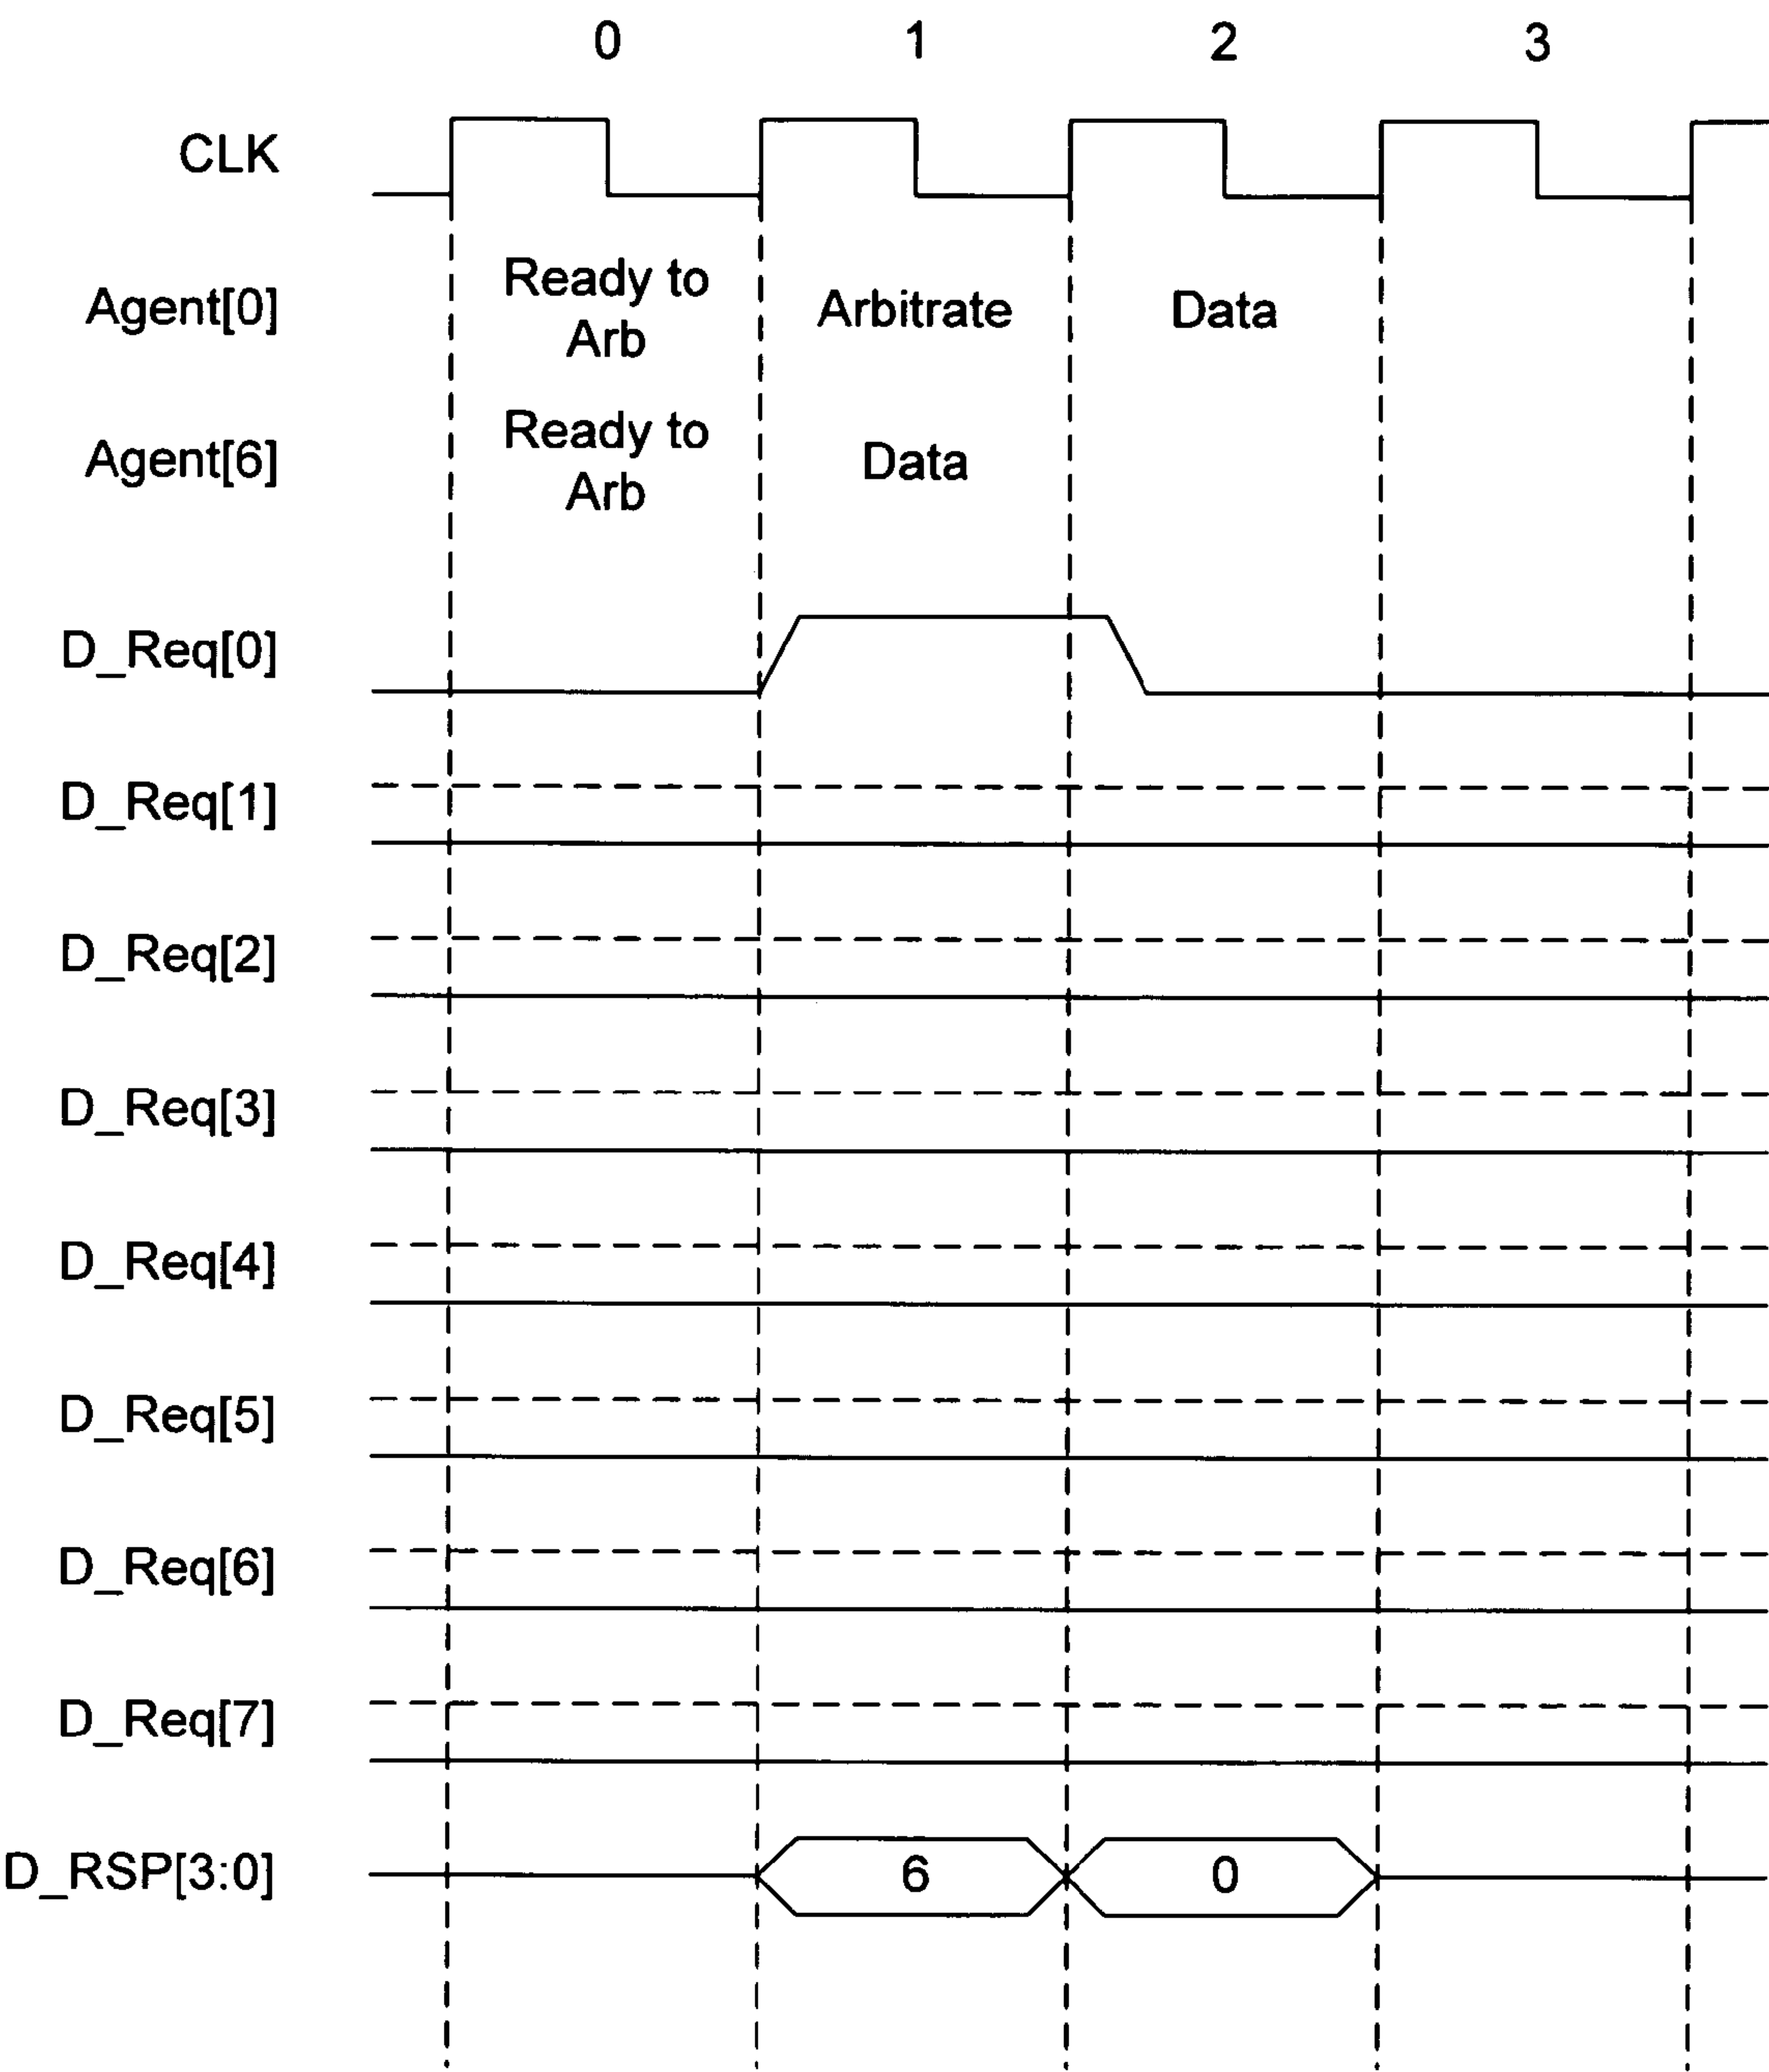 0 1 2 3
CLK
Agent[0] Ready to Arb Arbitrate Data
Agent[6] Ready to Arb Data
D_Req[0]
D_Req[1]
D_Req[2]
D_Req[3]
D_Req[4]
D_Req[5]
D_Req[6]
D_Req[7]
D_RSP[3:0] 6 0